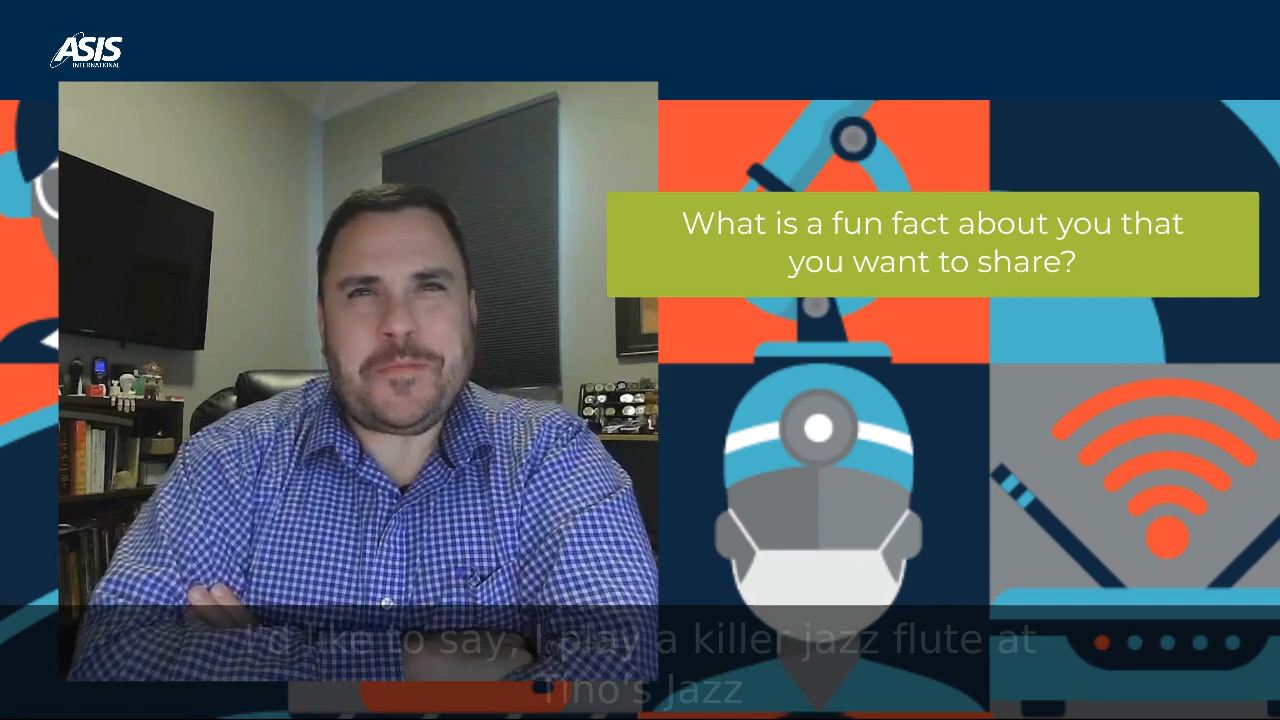 ASIS
INTERNATIONAL
What is a fun fact about you that
you want to share?
I'd like to say, I play a killer jazz flute at
Tino's Jazz